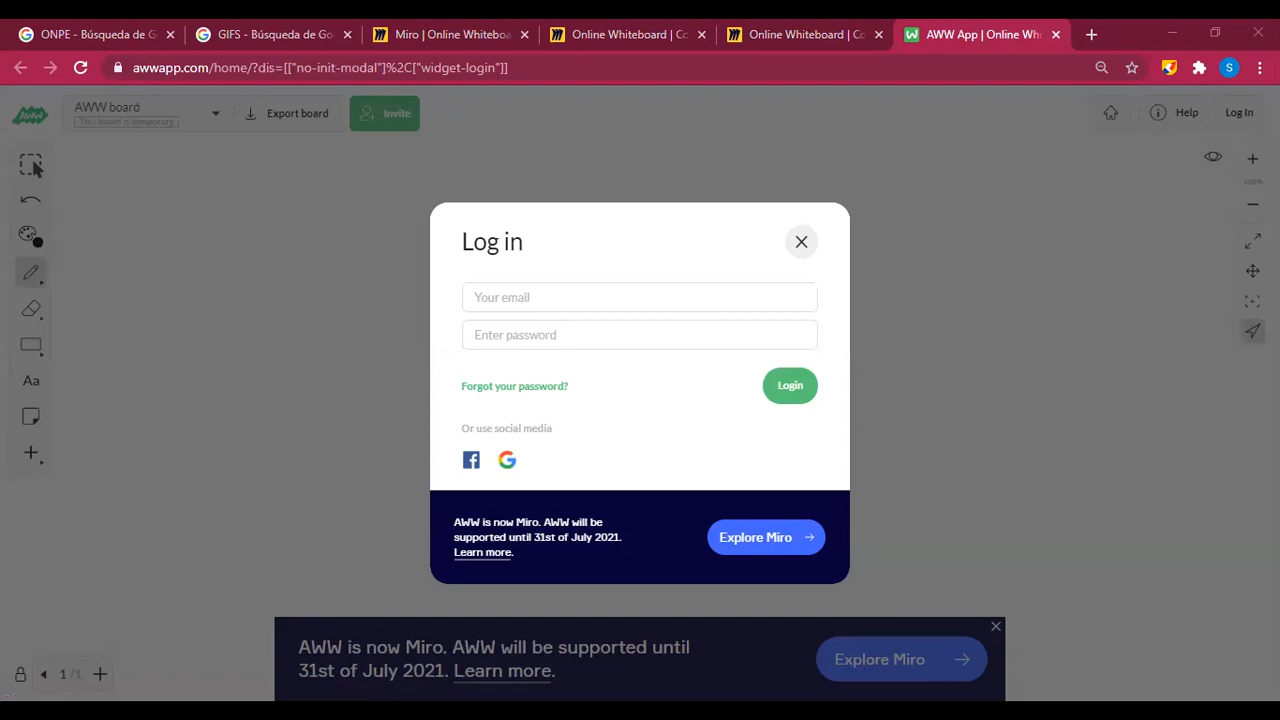 ONPE - Búsqueda de G
GIFS - Búsqueda de Go
Miro | Online Whiteboa
Online Whiteboard | Co
Online Whiteboard | Co
AWW App | Online Whi
awwapp.com/home/?dis=[["no-init-modal"]%2C["widget-login"]]
S
AWW
AWW board
This board is temporary
Export board
Invite
Help
Log In
100%
Log in
Your email
Enter password
Forgot your password?
Login
Or use social media
AWW is now Miro. AWW will be
supported until 31st of July 2021.
Learn more.
Explore Miro
Aa
AWW is now Miro. AWW will be supported until
31st of July 2021. Learn more.
Explore Miro
1/1